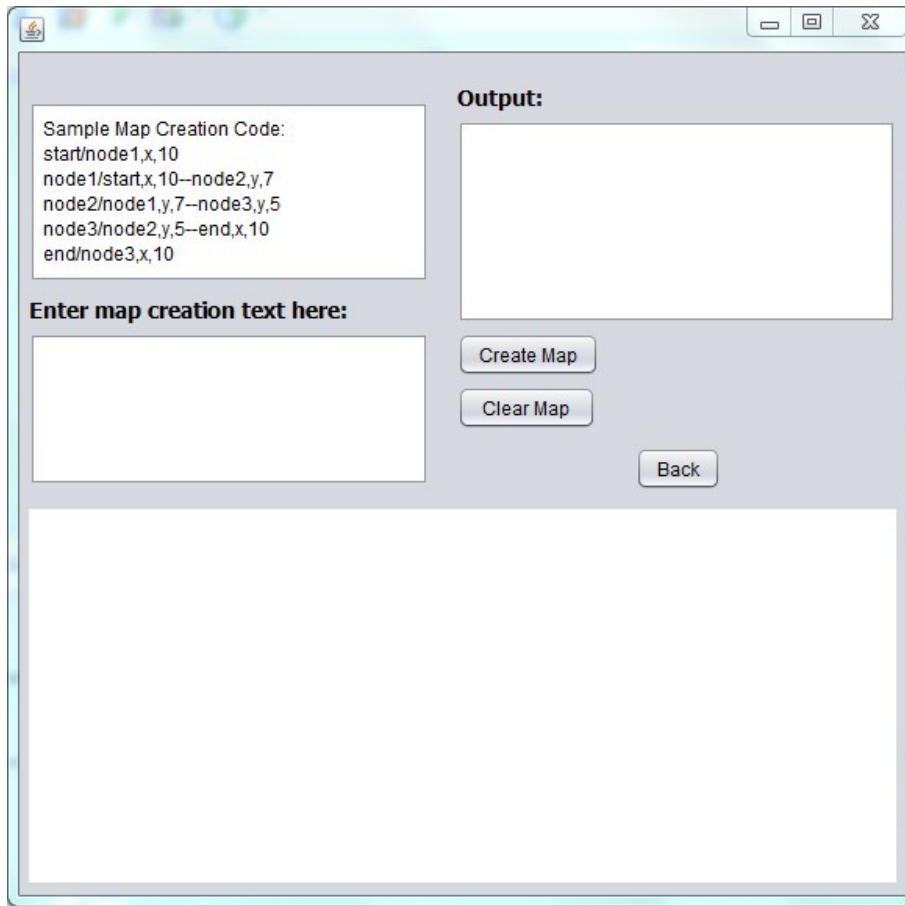 Sample Map Creation Code:
start/node1,x,10
node1/start,x,10--node2,y,7
node2/node1,y,7--node3,y,5
node3/node2,y,5--end,x,10
end/node3,x,10
Enter map creation text here:
Output:
Create Map
Clear Map
Back